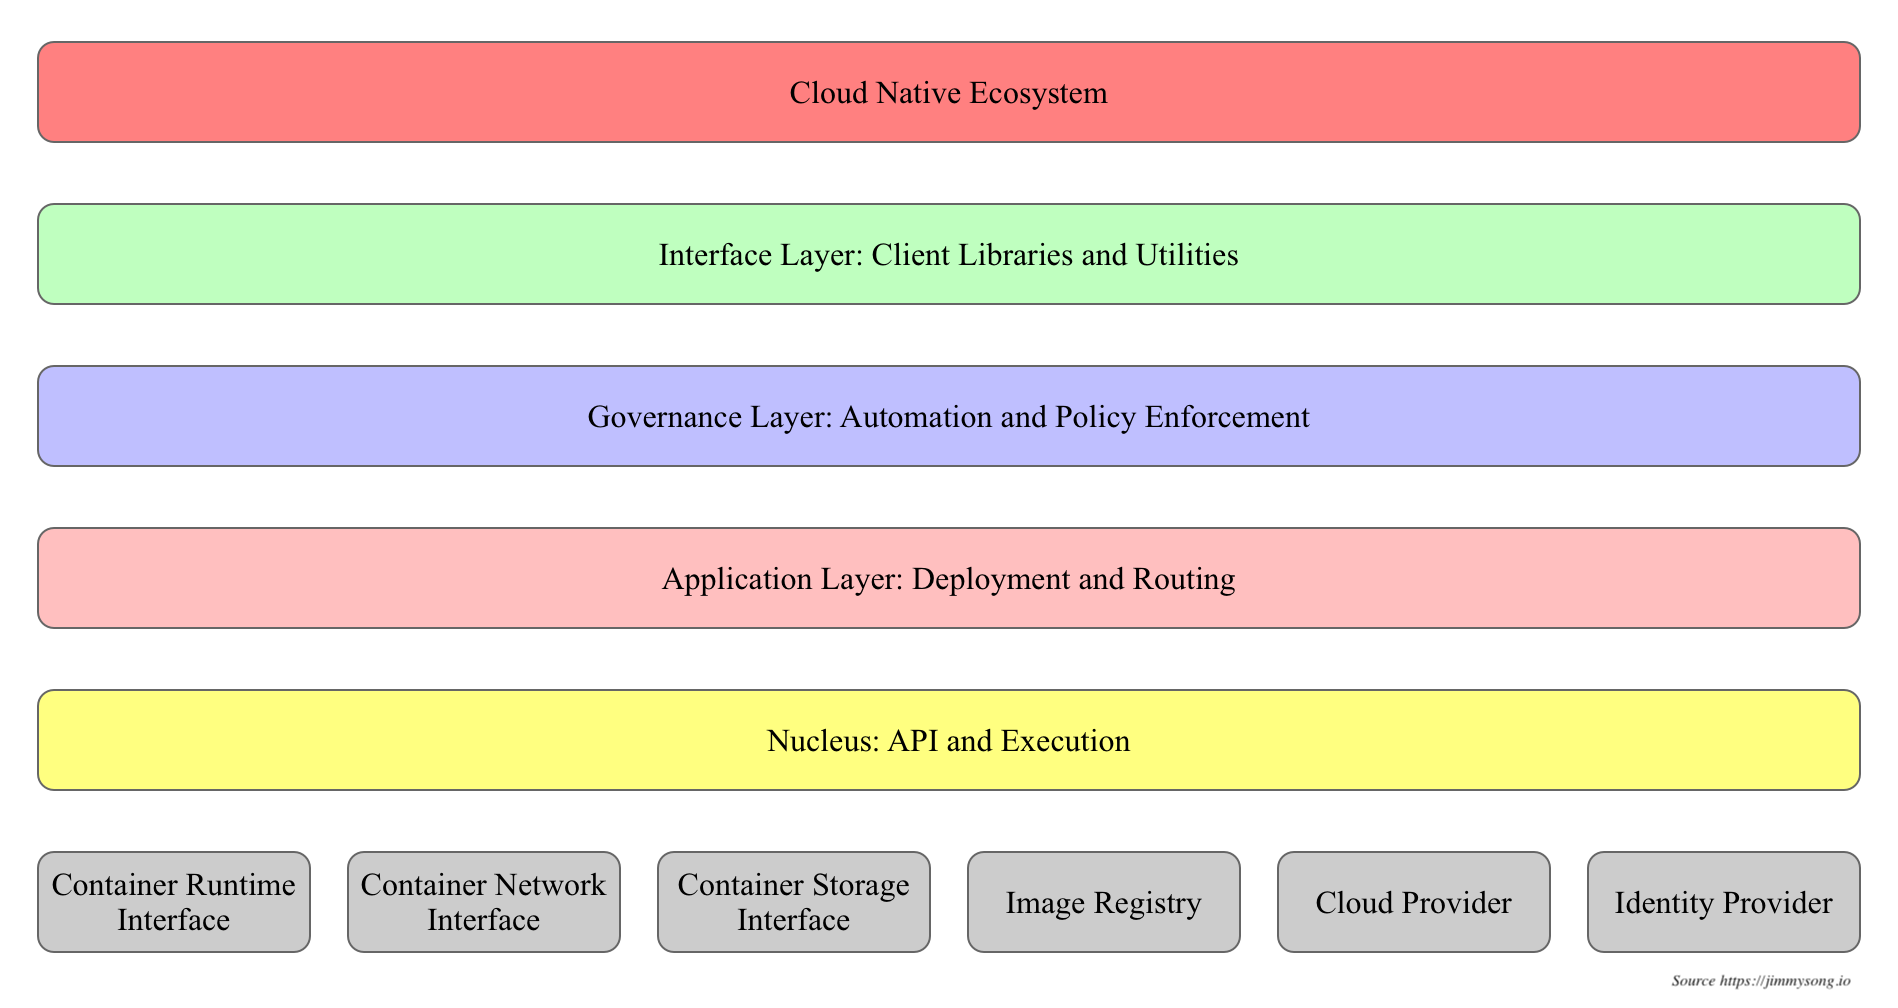 Cloud Native Ecosystem
Interface Layer: Client Libraries and Utilities
Governance Layer: Automation and Policy Enforcement
Application Layer: Deployment and Routing
Nucleus: API and Execution
Container Runtime
Interface
Container Network
Interface
Container Storage
Interface
Image Registry
Cloud Provider
Identity Provider
Source https://jimmysong.io